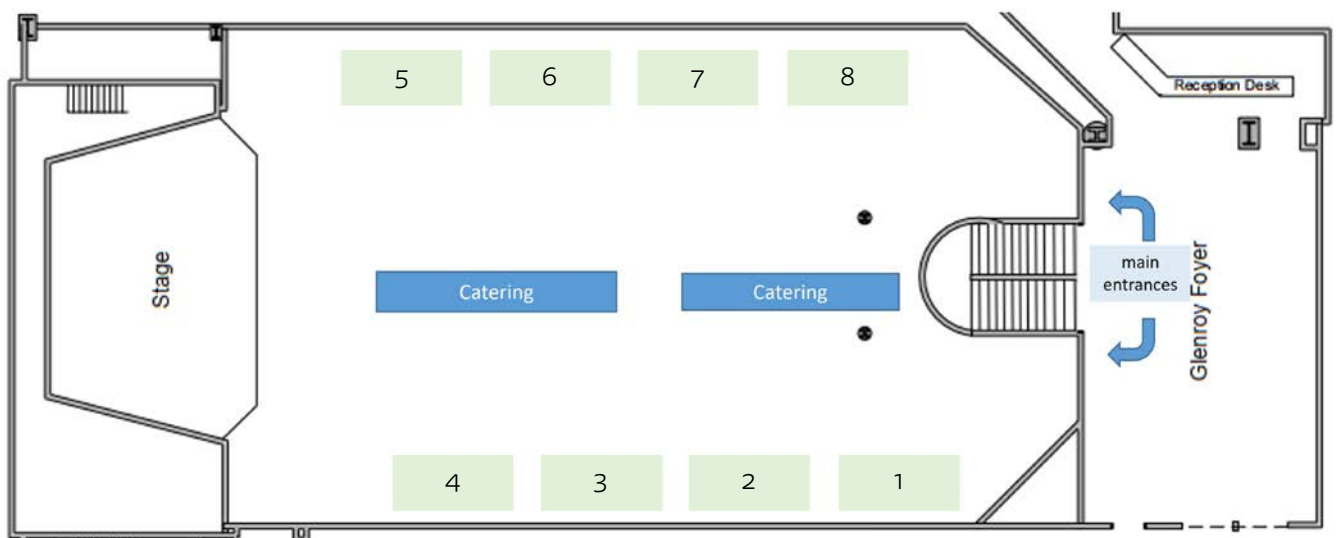 5 6 7 8
Reception Desk
Stage
Catering Catering
main
entrances
Glenroy Foyer
4 3 2 1